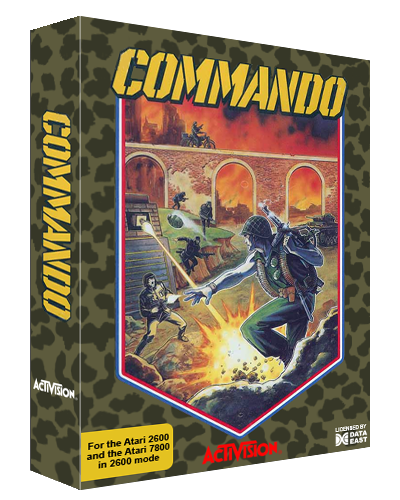 COMMANDO
COMMANDO
ACTIVISION
For the Atari 2600
and the Atari 7800
in 2600 mode
ACTIVISION
LICENSED BY
DATA
EAST